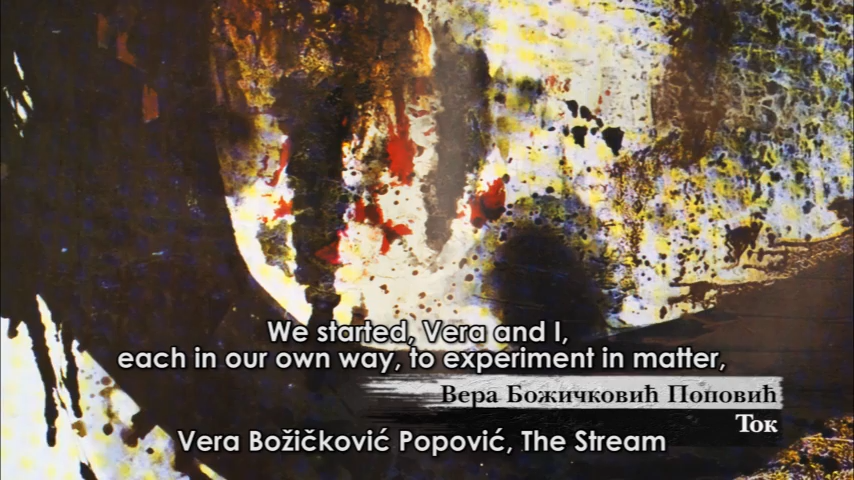 We started, Vera and I,
each in our own way, to experiment in matter,
Вера Божичковић Поповић
Ток
Vera Božičković Popović, The Stream